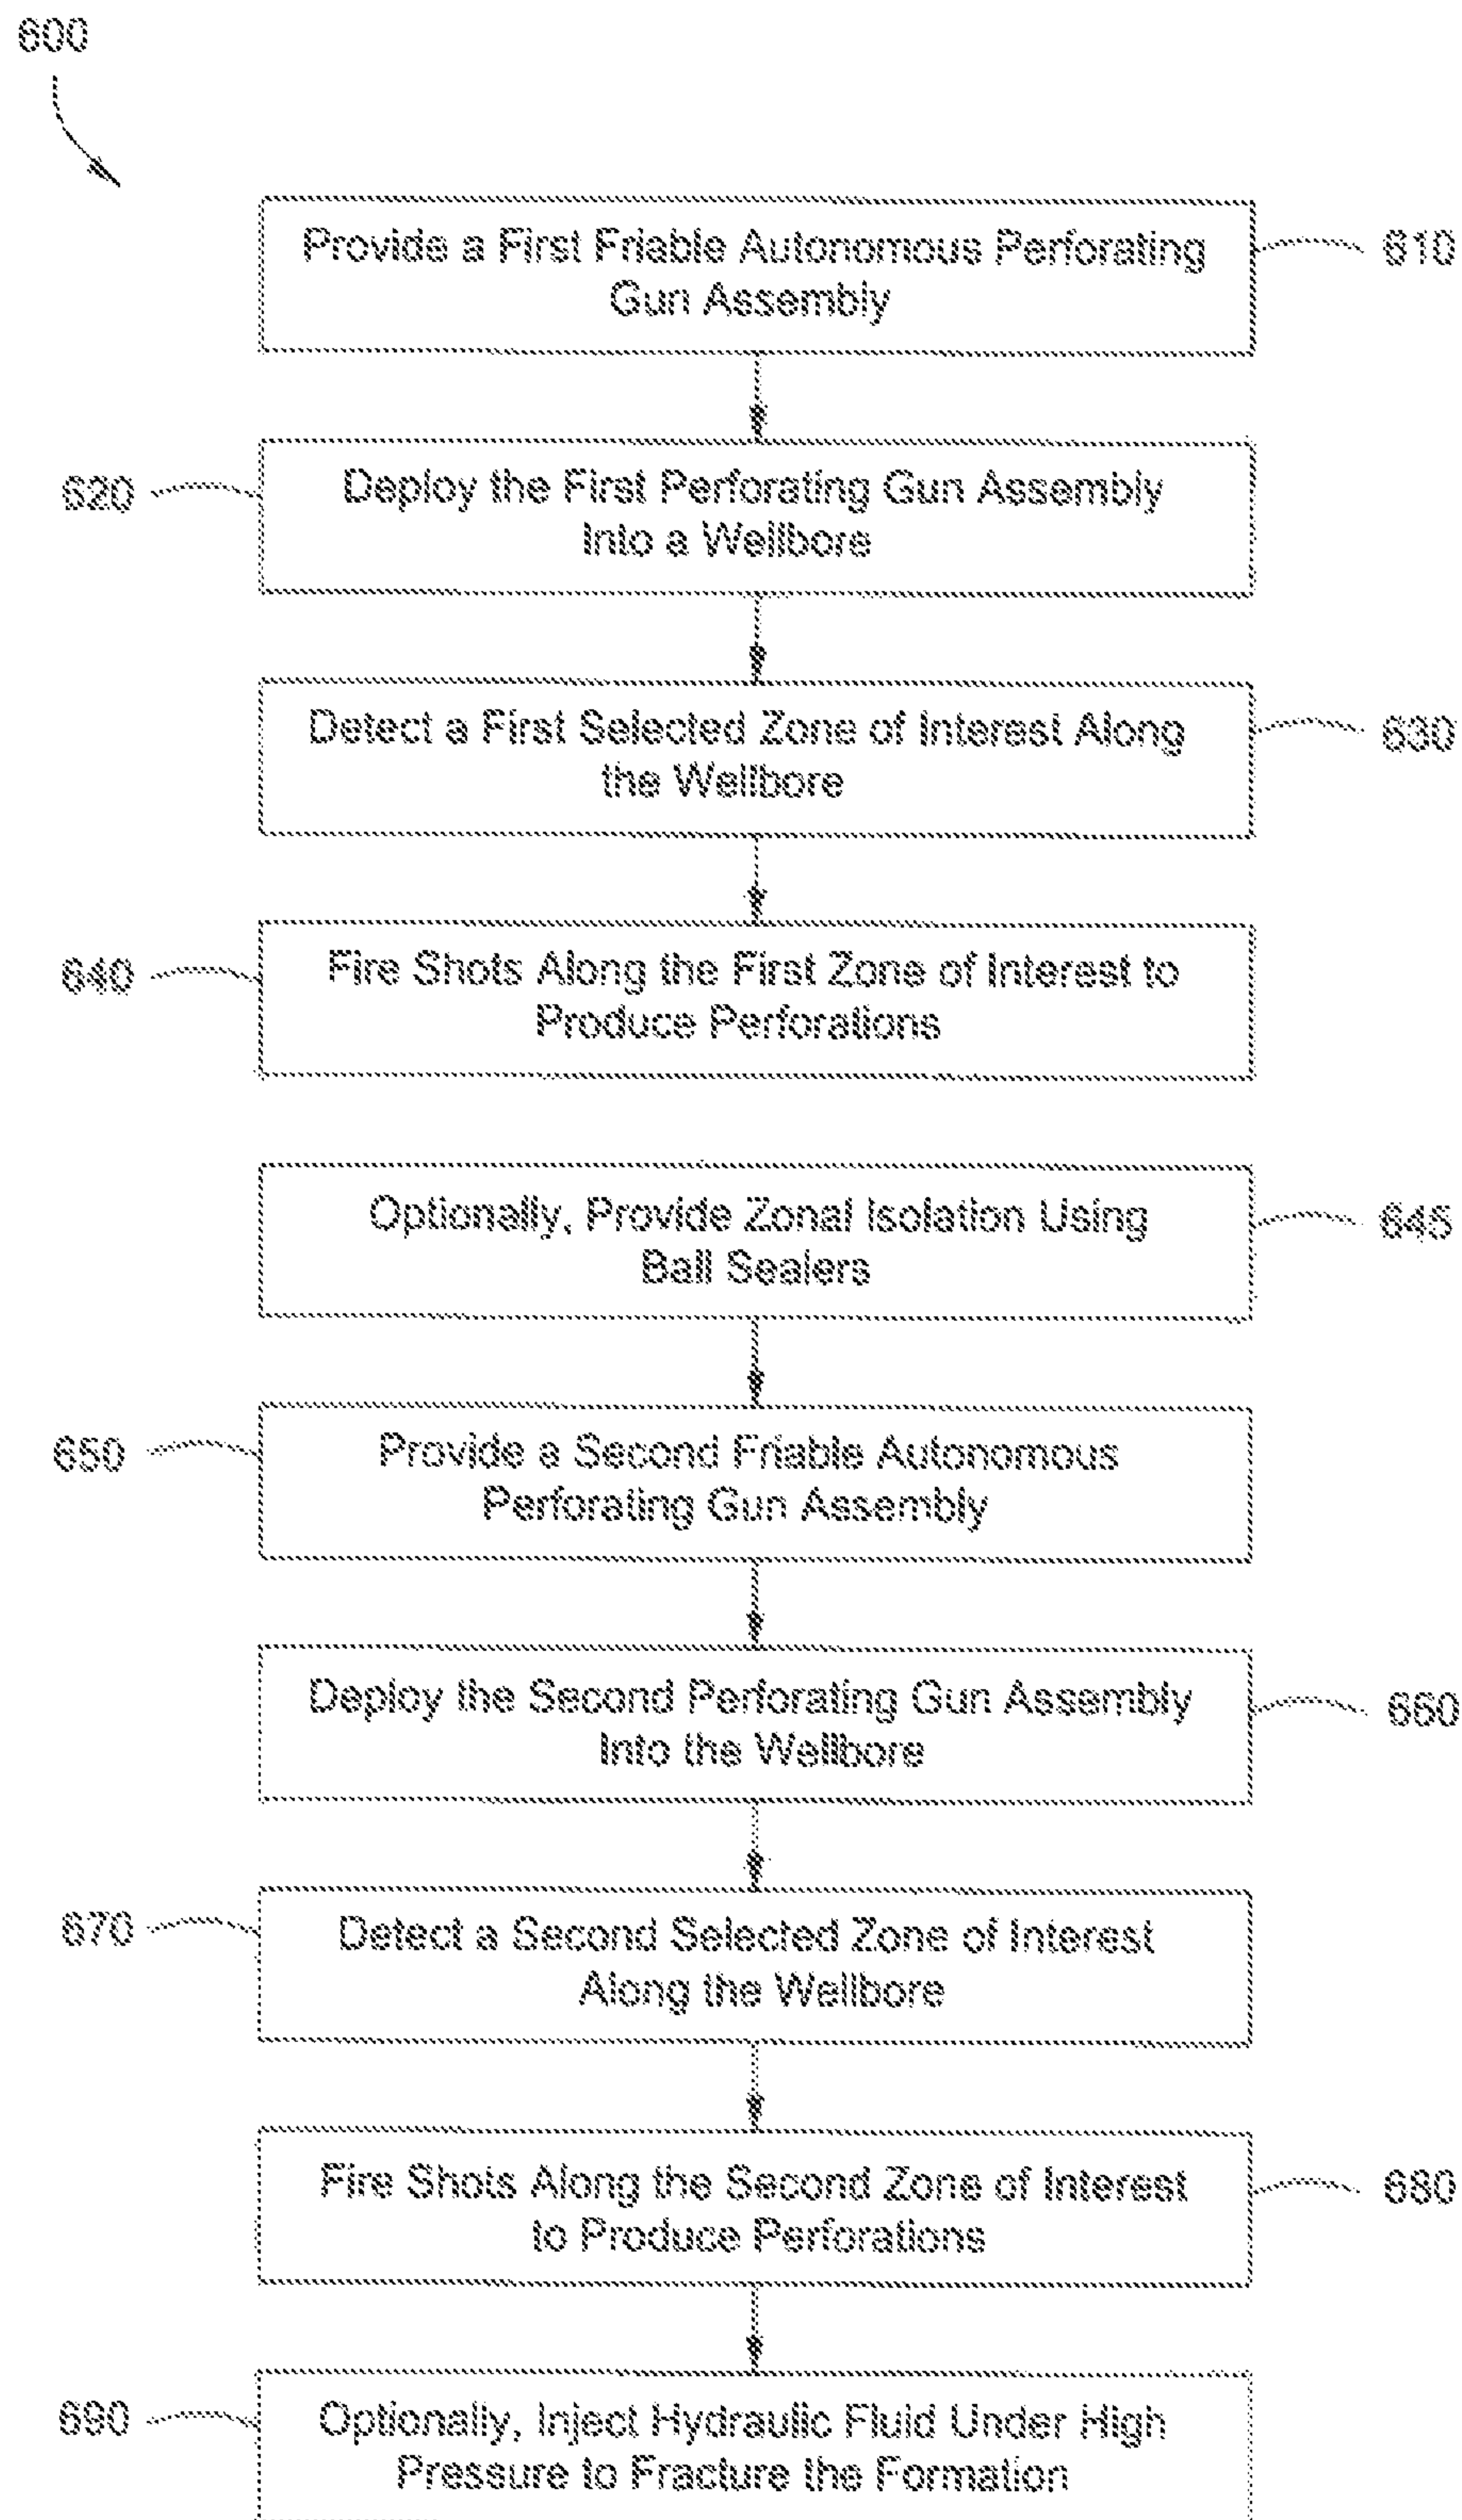 600
Provide a First Friable Autonomous Perforating
Gun Assembly
610
620
Deploy the First Perforating Gun Assembly
Into a Wellbore
Detect a First Selected Zone of Interest Along
the Wellbore
630
640
Fire Shots Along the First Zone of Interest to
Produce Perforations
Optionally, Provide Zonal Isolation Using
Ball Sealers
645
650
Provide a Second Friable Autonomous
Perforating Gun Assembly
Deploy the Second Perforating Gun Assembly
Into the Wellbore
660
670
Detect a Second Selected Zone of Interest
Along the Wellbore
Fire Shots Along the Second Zone of Interest
to Produce Perforations
680
690
Optionally, Inject Hydraulic Fluid Under High
Pressure to Fracture the Formation